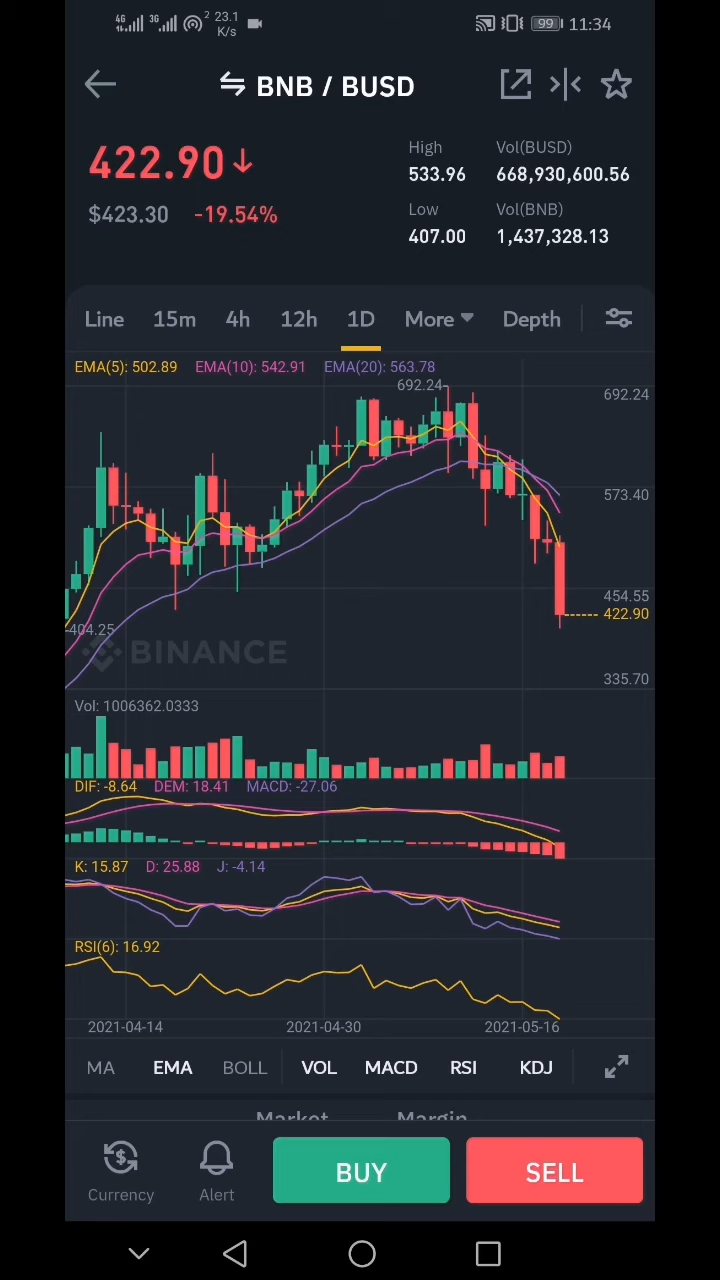 4G 3G 2 23.1 K/s 99 11:34
BNB / BUSD
422.90
$423.30 -19.54%
High Vol(BUSD)
533.96 668,930,600.56
Low Vol(BNB)
407.00 1,437,328.13
Line 15m 4h 12h 1D More Depth
EMA(5): 502.89 EMA(10): 542.91 EMA(20): 563.78
692.24
692.24
573.40
454.55
422.90
404.25
BINANCE
335.70
Vol: 1006362.0333
DIF: -8.64 DEM: 18.41 MACD: -27.06
K: 15.87 D: 25.88 J: -4.14
RSI(6): 16.92
2021-04-14 2021-04-30 2021-05-16
MA EMA BOLL VOL MACD RSI KDJ
Market Margin
Currency Alert BUY SELL